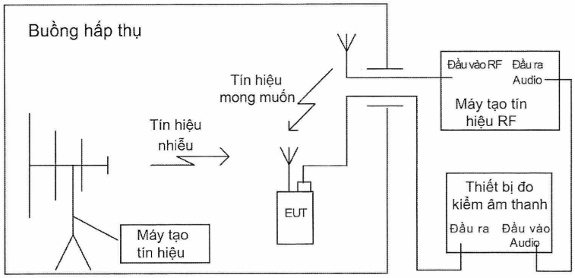 Buồng hấp thụ
Tín hiệu
mong muốn
Tín hiệu
nhiễu
EUT
Máy tạo
tín hiệu
Đầu vào RF
Đầu ra
Audio
Máy tạo tín
hiệu RF
Thiết bị đo
kiểm âm thanh
Đầu ra
Đầu vào
Audio